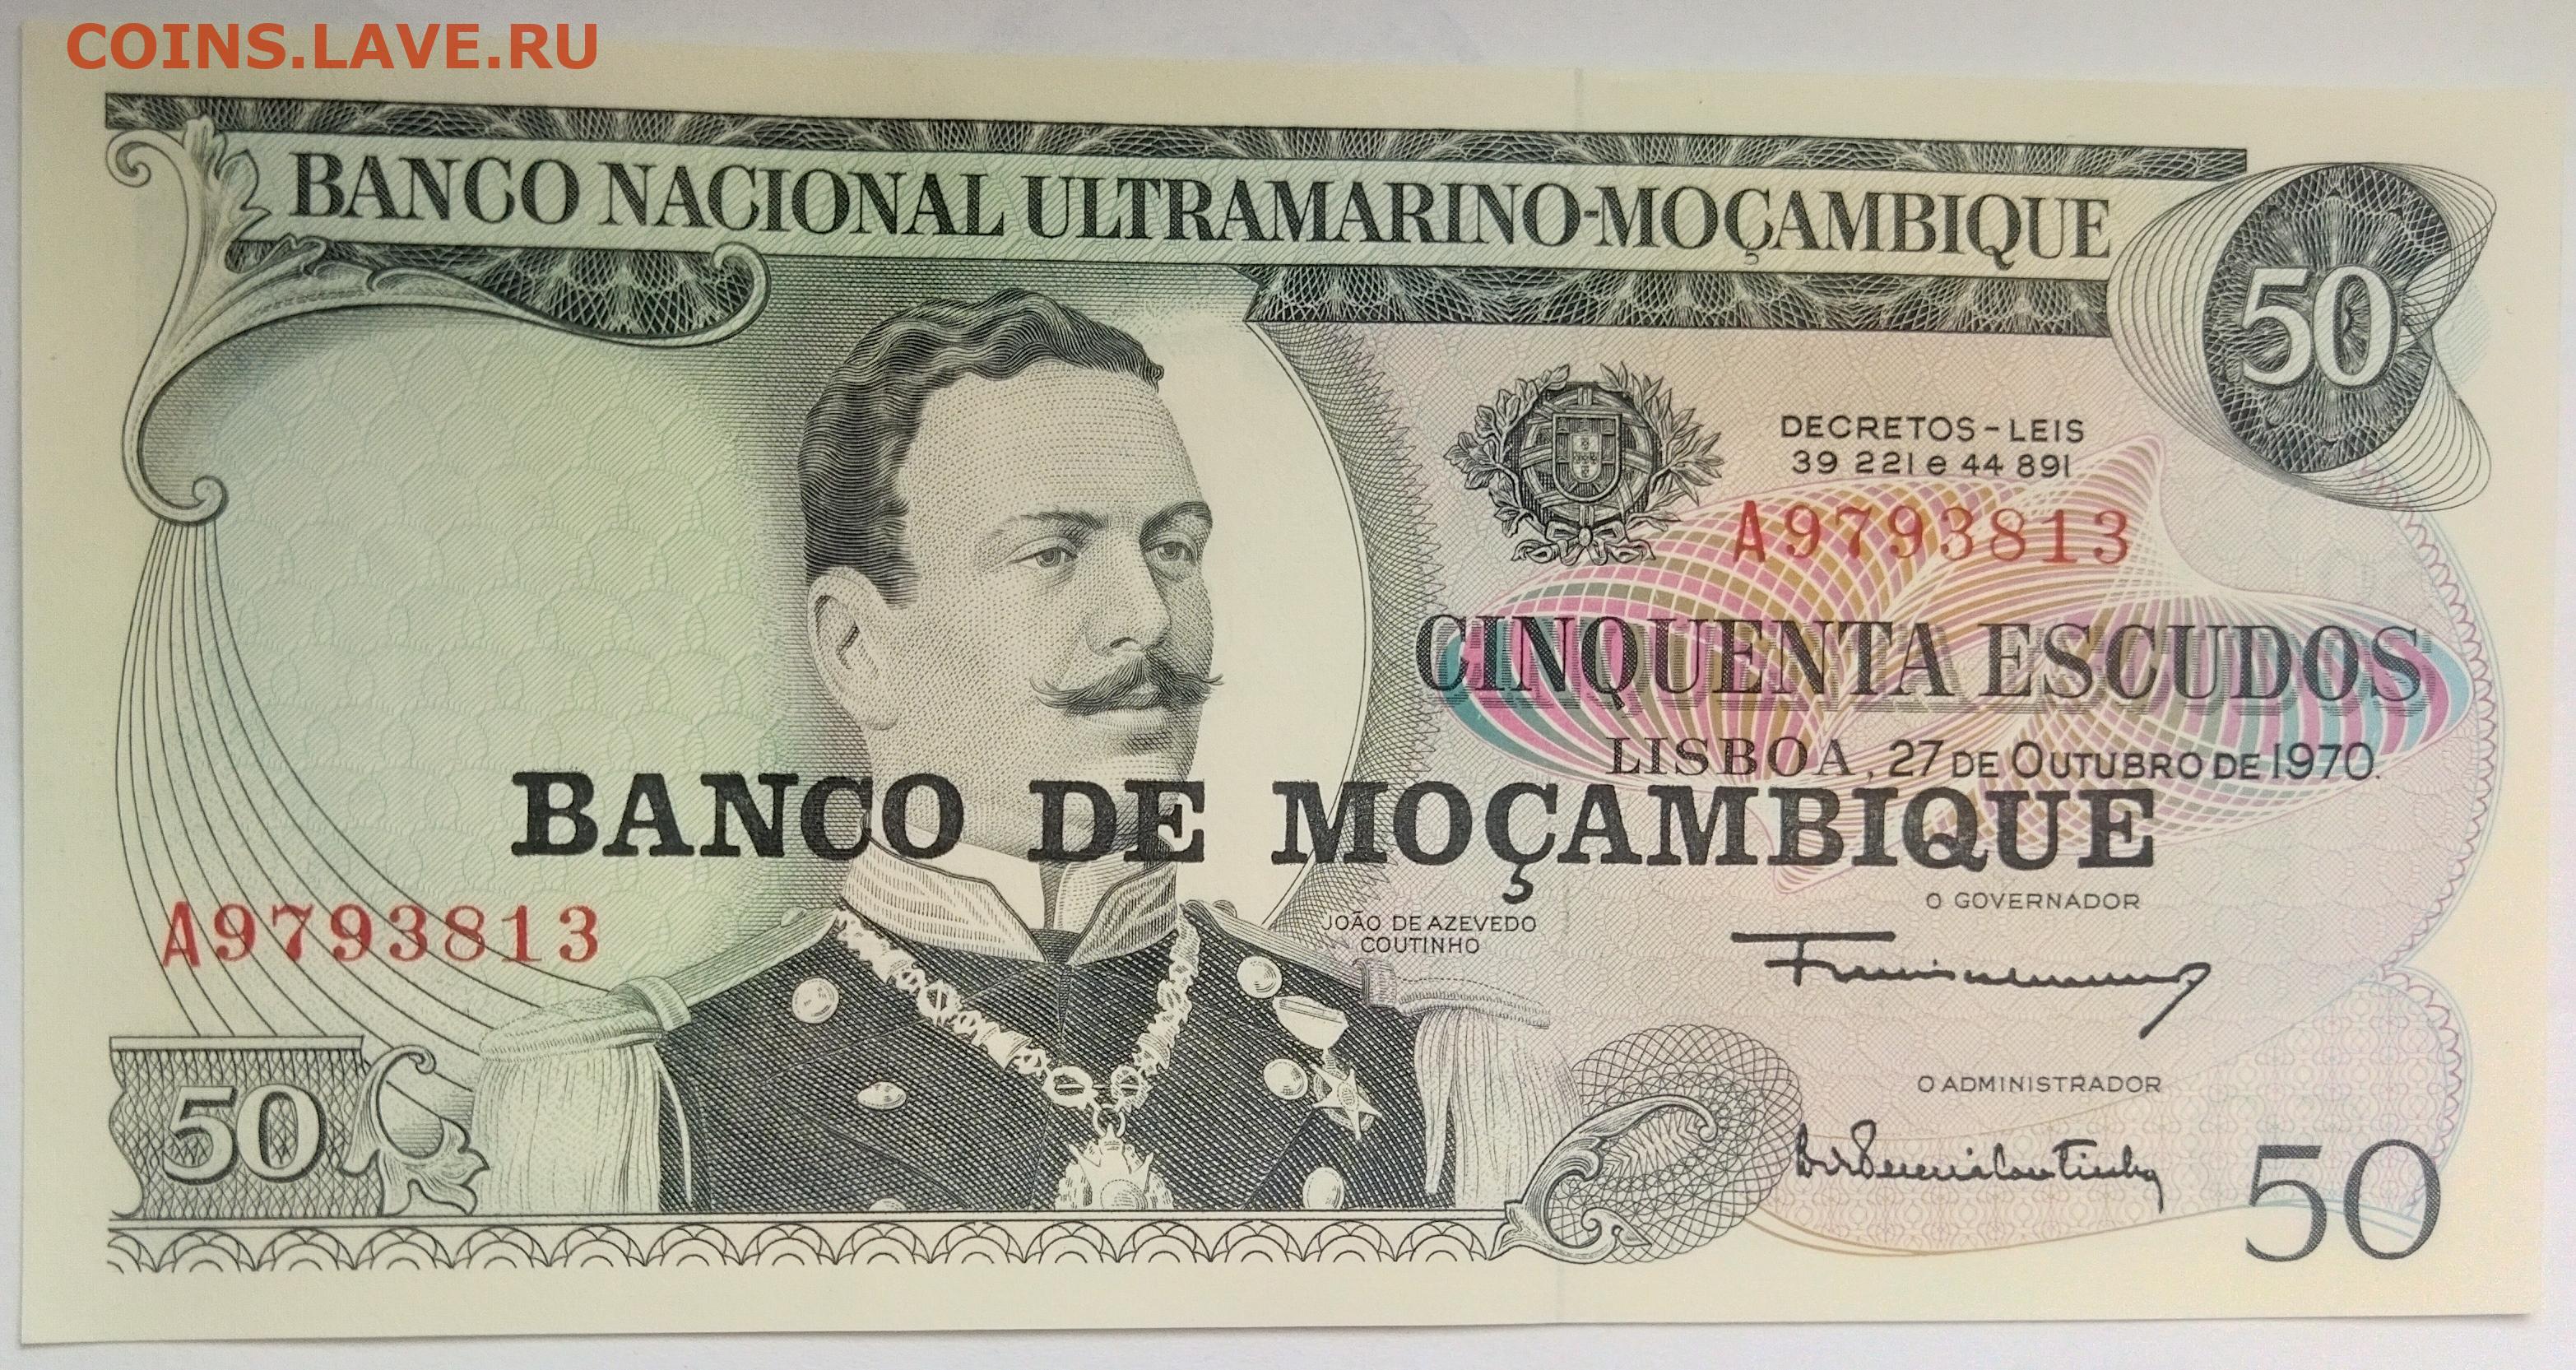 COINS.LAVE.RU
BANCO NACIONAL ULTRAMARINO-MOÇAMBIQUE
50
DECRETOS-LEIS
39 221 e 44 891
A9793813
CINQUENTA ESCUDOS
LISBOA, 27 DE OUTUBRO DE 1970.
BANCO DE MOÇAMBIQUE
O GOVERNADOR
A9793813
JOÃO DE AZEVEDO
COUTINHO
O ADMINISTRADOR
50
50